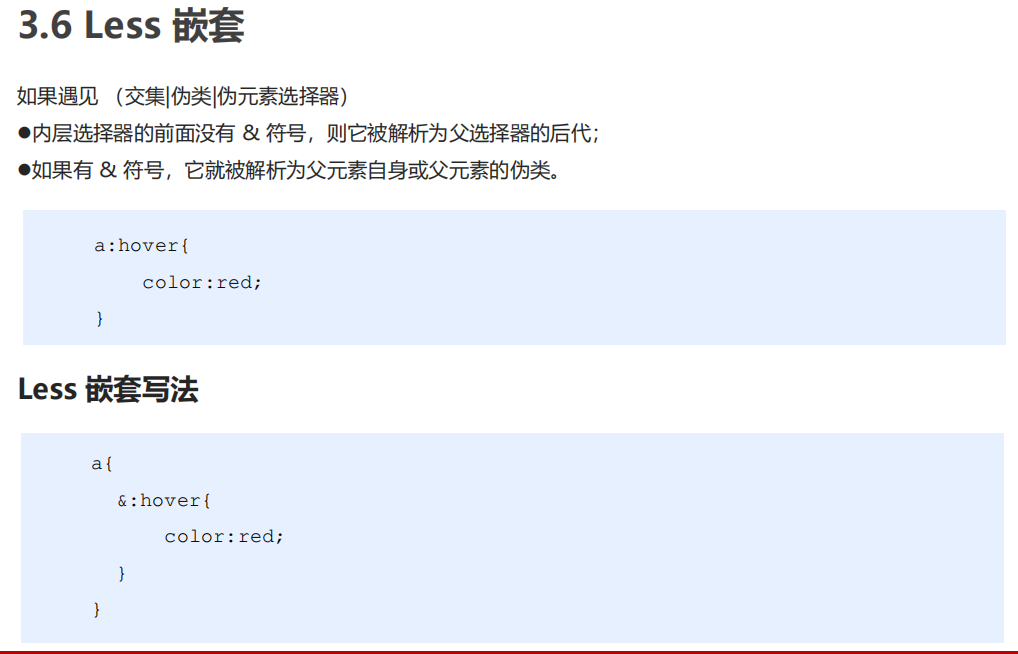 3.6 Less 嵌套
如果遇见 （交集|伪类|伪元素选择器）
●内层选择器的前面没有 & 符号，则它被解析为父选择器的后代；
●如果有 & 符号，它就被解析为父元素自身或父元素的伪类。
a:hover{
color:red;
}
Less 嵌套写法
a{
&:hover{
color:red;
}
}